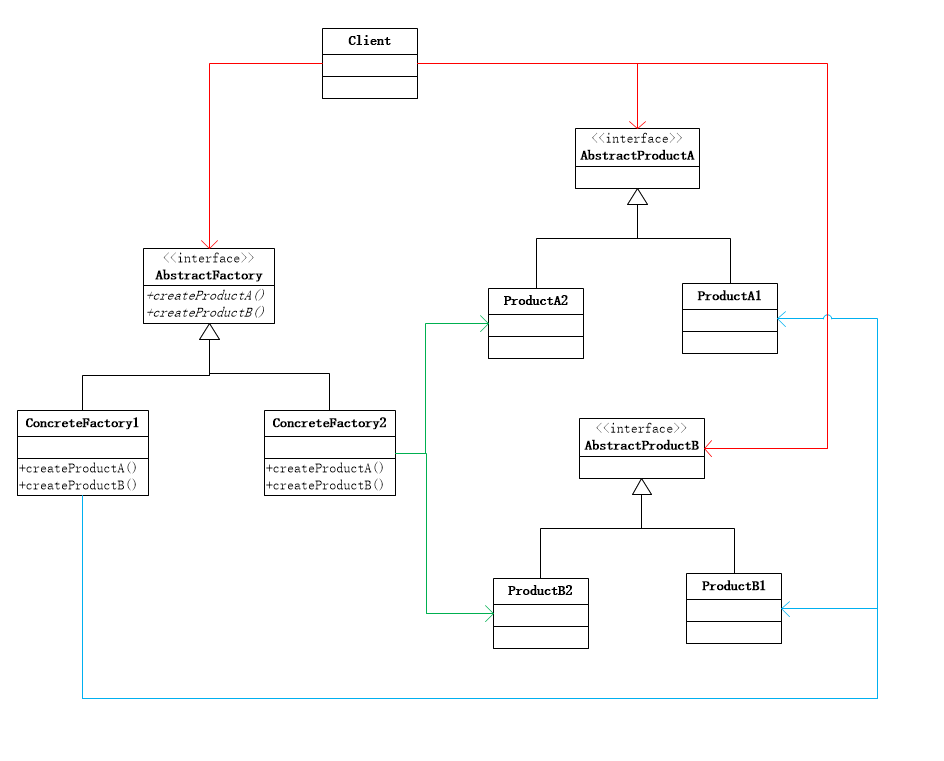 Client
<<interface>>
AbstractProductA
<<interface>>
AbstractFactory
+createProductA()
+createProductB()
ProductA2
ProductA1
ConcreteFactory1
+createProductA()
+createProductB()
ConcreteFactory2
+createProductA()
+createProductB()
<<interface>>
AbstractProductB
ProductB2
ProductB1